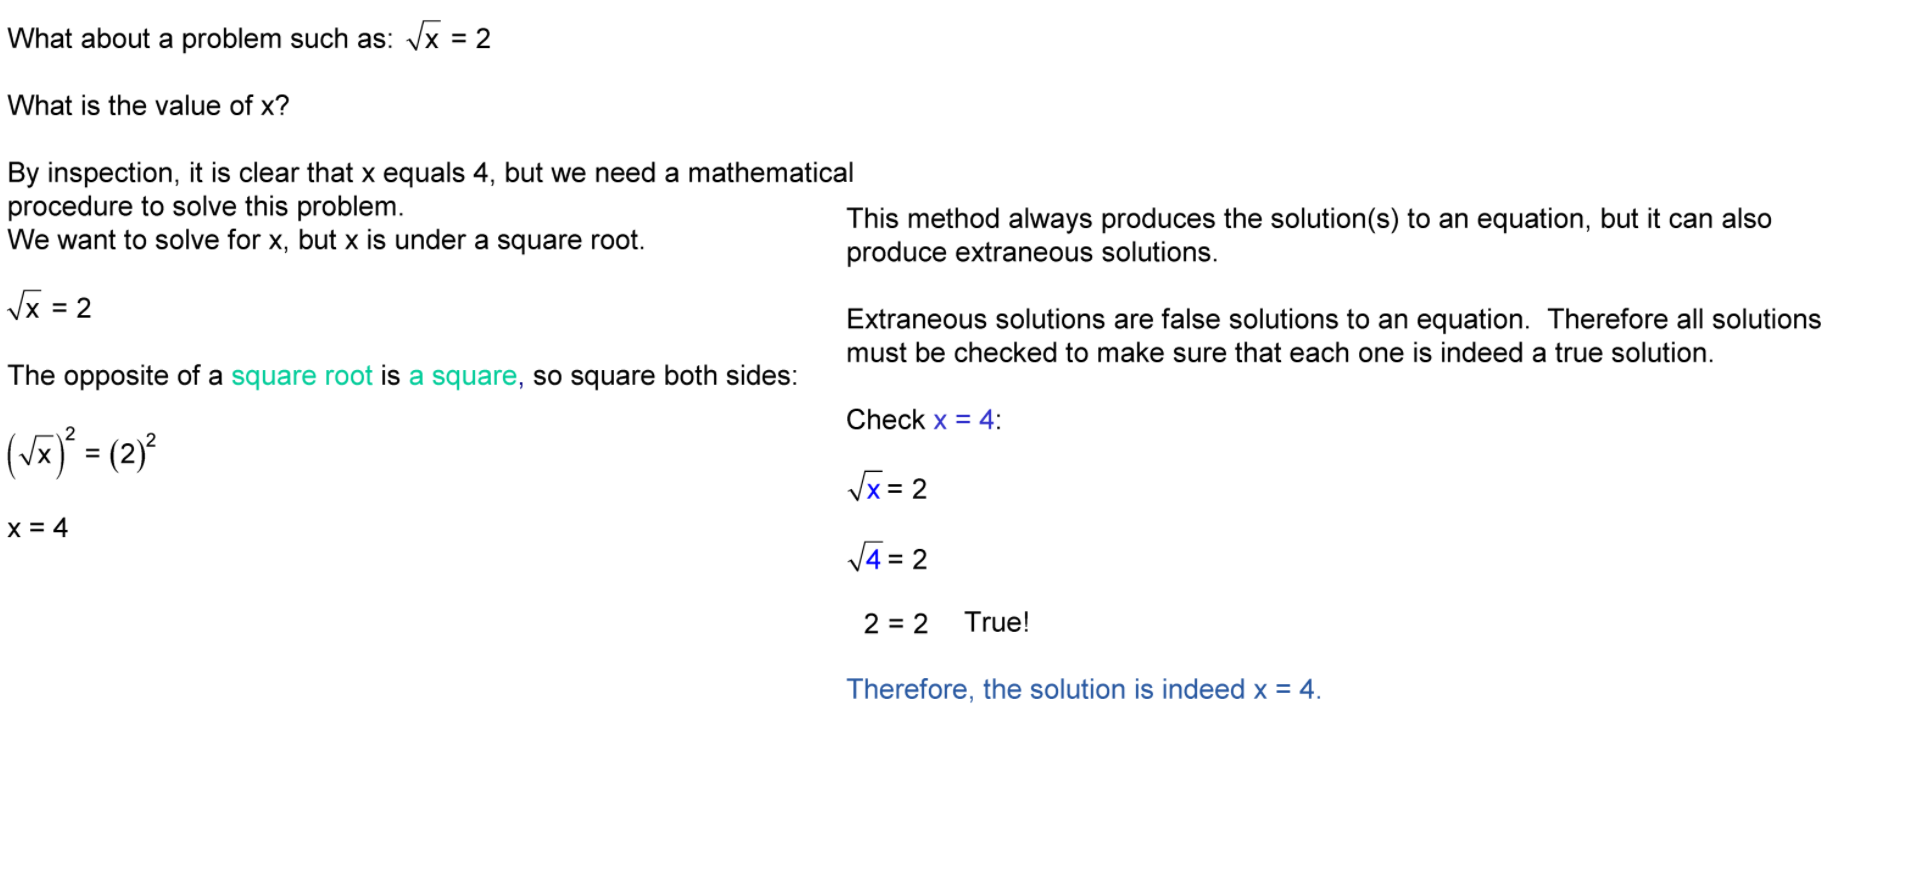 What about a problem such as: √x = 2
What is the value of x?
By inspection, it is clear that x equals 4, but we need a mathematical
procedure to solve this problem.
We want to solve for x, but x is under a square root.
√x = 2
The opposite of a square root is a square, so square both sides:
(√x)² = (2)²
x = 4
This method always produces the solution(s) to an equation, but it can also
produce extraneous solutions.
Extraneous solutions are false solutions to an equation.  Therefore all solutions
must be checked to make sure that each one is indeed a true solution.
Check x = 4:
√x = 2
√4 = 2
2 = 2    True!
Therefore, the solution is indeed x = 4.